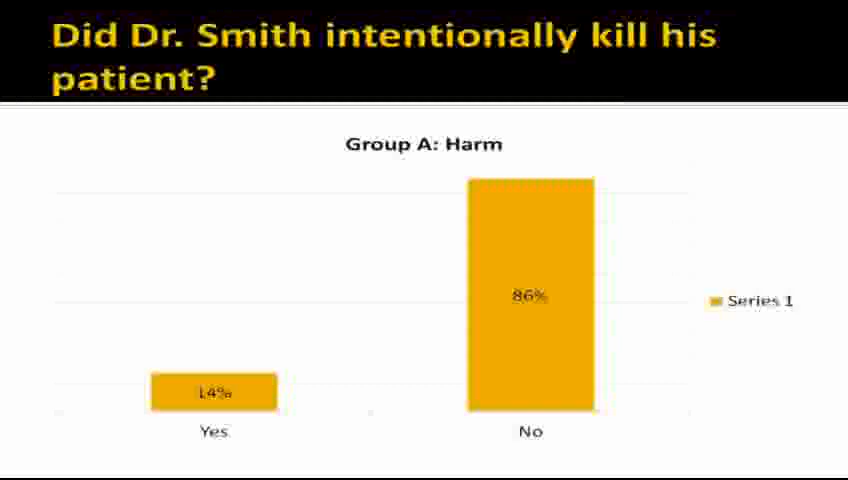 Did Dr. Smith intentionally kill his
patient?
Group A: Harm
86%
Series 1
14%
Yes
No